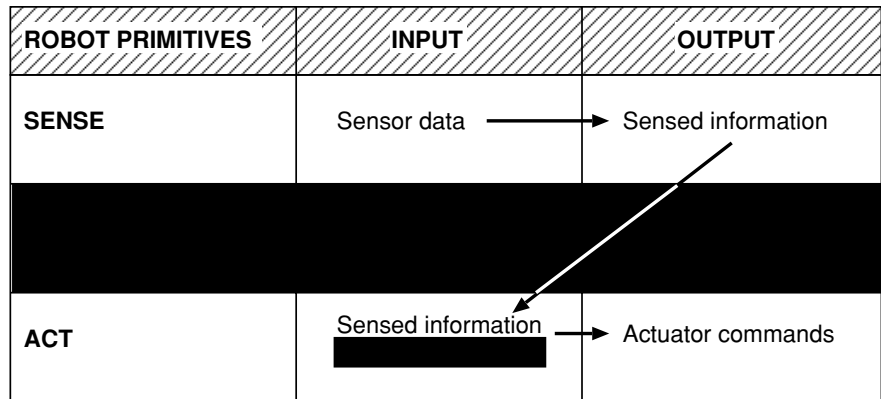 ROBOT PRIMITIVES INPUT OUTPUT
SENSE Sensor data Sensed information
ACT Sensed information Actuator commands